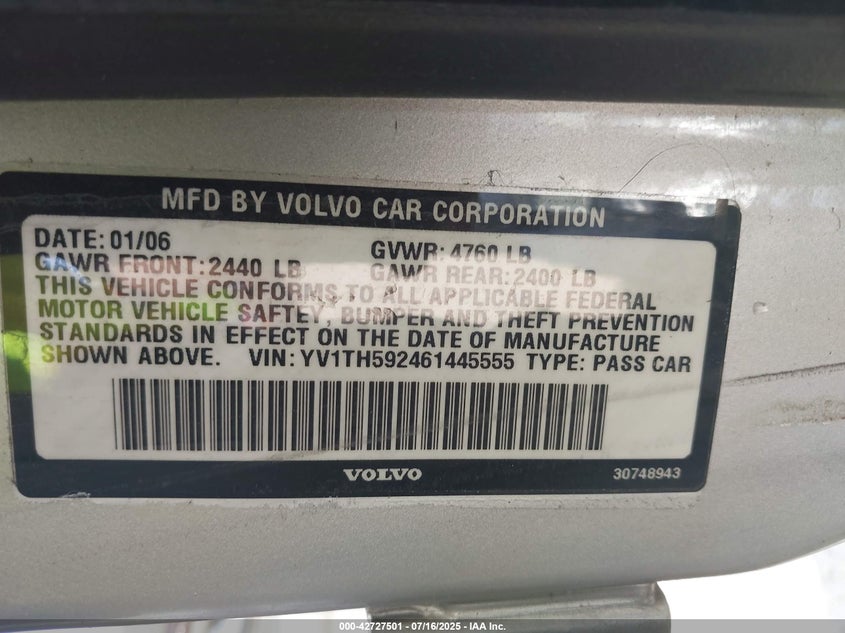 MFD BY VOLVO CAR CORPORATION
DATE: 01/06 GVWR: 4760 LB
GAWR FRONT: 2440 LB GAWR REAR: 2400 LB
THIS VEHICLE CONFORMS TO ALL APPLICABLE FEDERAL
MOTOR VEHICLE SAFTEY, BUMPER AND THEFT PREVENTION
STANDARDS IN EFFECT ON THE DATE OF MANUFACTURE
SHOWN ABOVE. VIN: YV1TH592461445555 TYPE: PASS CAR
VOLVO 30748943
000-42727501 - 07/16/2025 - IAA Inc.